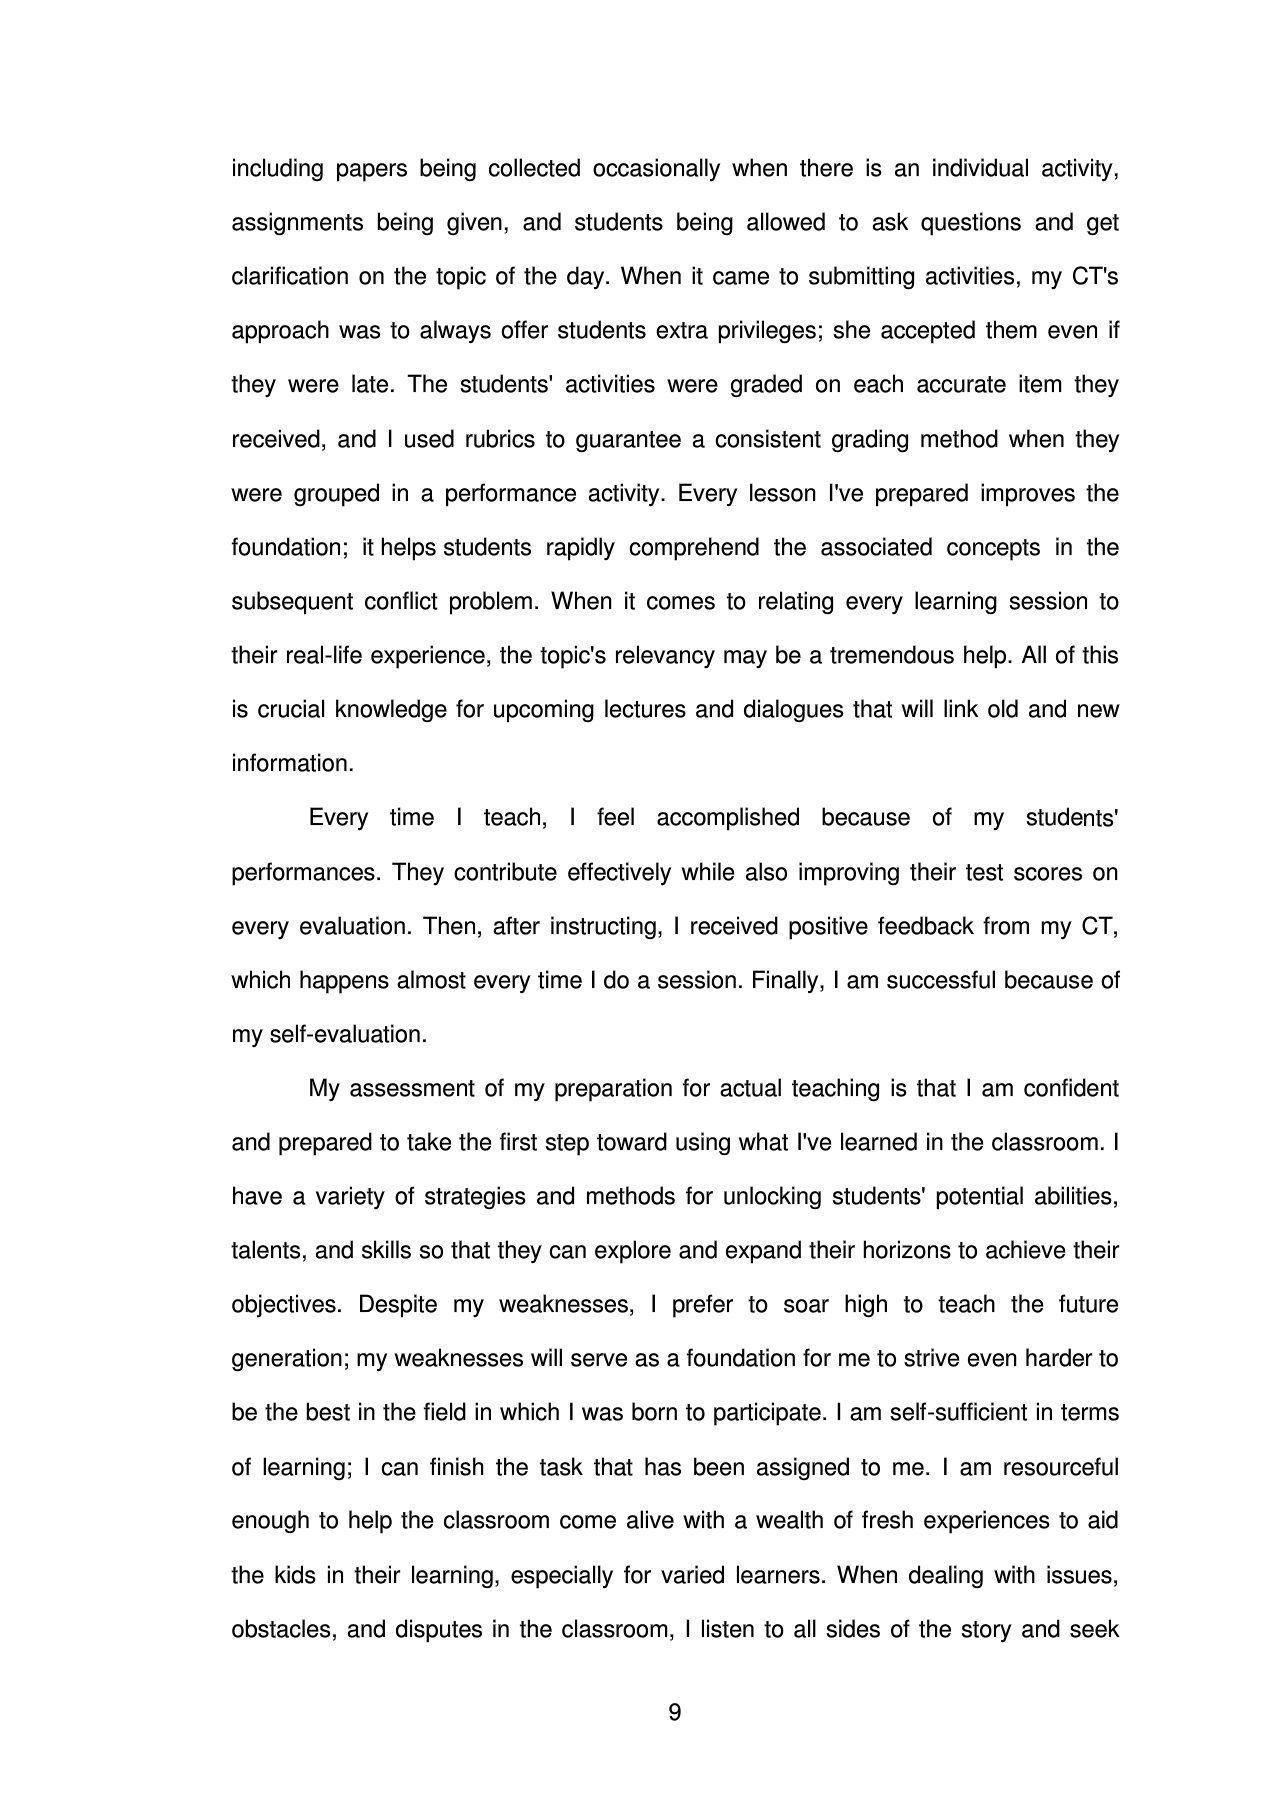 including papers being collected occasionally when there is an individual activity,
assignments being given, and students being allowed to ask questions and get
clarification on the topic of the day. When it came to submitting activities, my CT's
approach was to always offer students extra privileges; she accepted them even if
they were late. The students' activities were graded on each accurate item they
received, and I used rubrics to guarantee a consistent grading method when they
were grouped in a performance activity. Every lesson I've prepared improves the
foundation; it helps students rapidly comprehend the associated concepts in the
subsequent conflict problem. When it comes to relating every learning session to
their real-life experience, the topic's relevancy may be a tremendous help. All of this
is crucial knowledge for upcoming lectures and dialogues that will link old and new
information.
Every time I teach, I feel accomplished because of my students'
performances. They contribute effectively while also improving their test scores on
every evaluation. Then, after instructing, I received positive feedback from my CT,
which happens almost every time I do a session. Finally, I am successful because of
my self-evaluation.
My assessment of my preparation for actual teaching is that I am confident
and prepared to take the first step toward using what I've learned in the classroom. I
have a variety of strategies and methods for unlocking students' potential abilities,
talents, and skills so that they can explore and expand their horizons to achieve their
objectives. Despite my weaknesses, I prefer to soar high to teach the future
generation; my weaknesses will serve as a foundation for me to strive even harder to
be the best in the field in which I was born to participate. I am self-sufficient in terms
of learning; I can finish the task that has been assigned to me. I am resourceful
enough to help the classroom come alive with a wealth of fresh experiences to aid
the kids in their learning, especially for varied learners. When dealing with issues,
obstacles, and disputes in the classroom, I listen to all sides of the story and seek
9